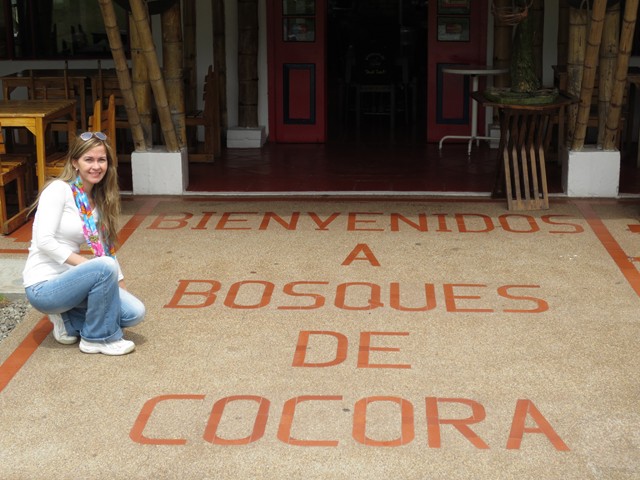 BIENVENIDOS
A
BOSQUES
DE
COCORA